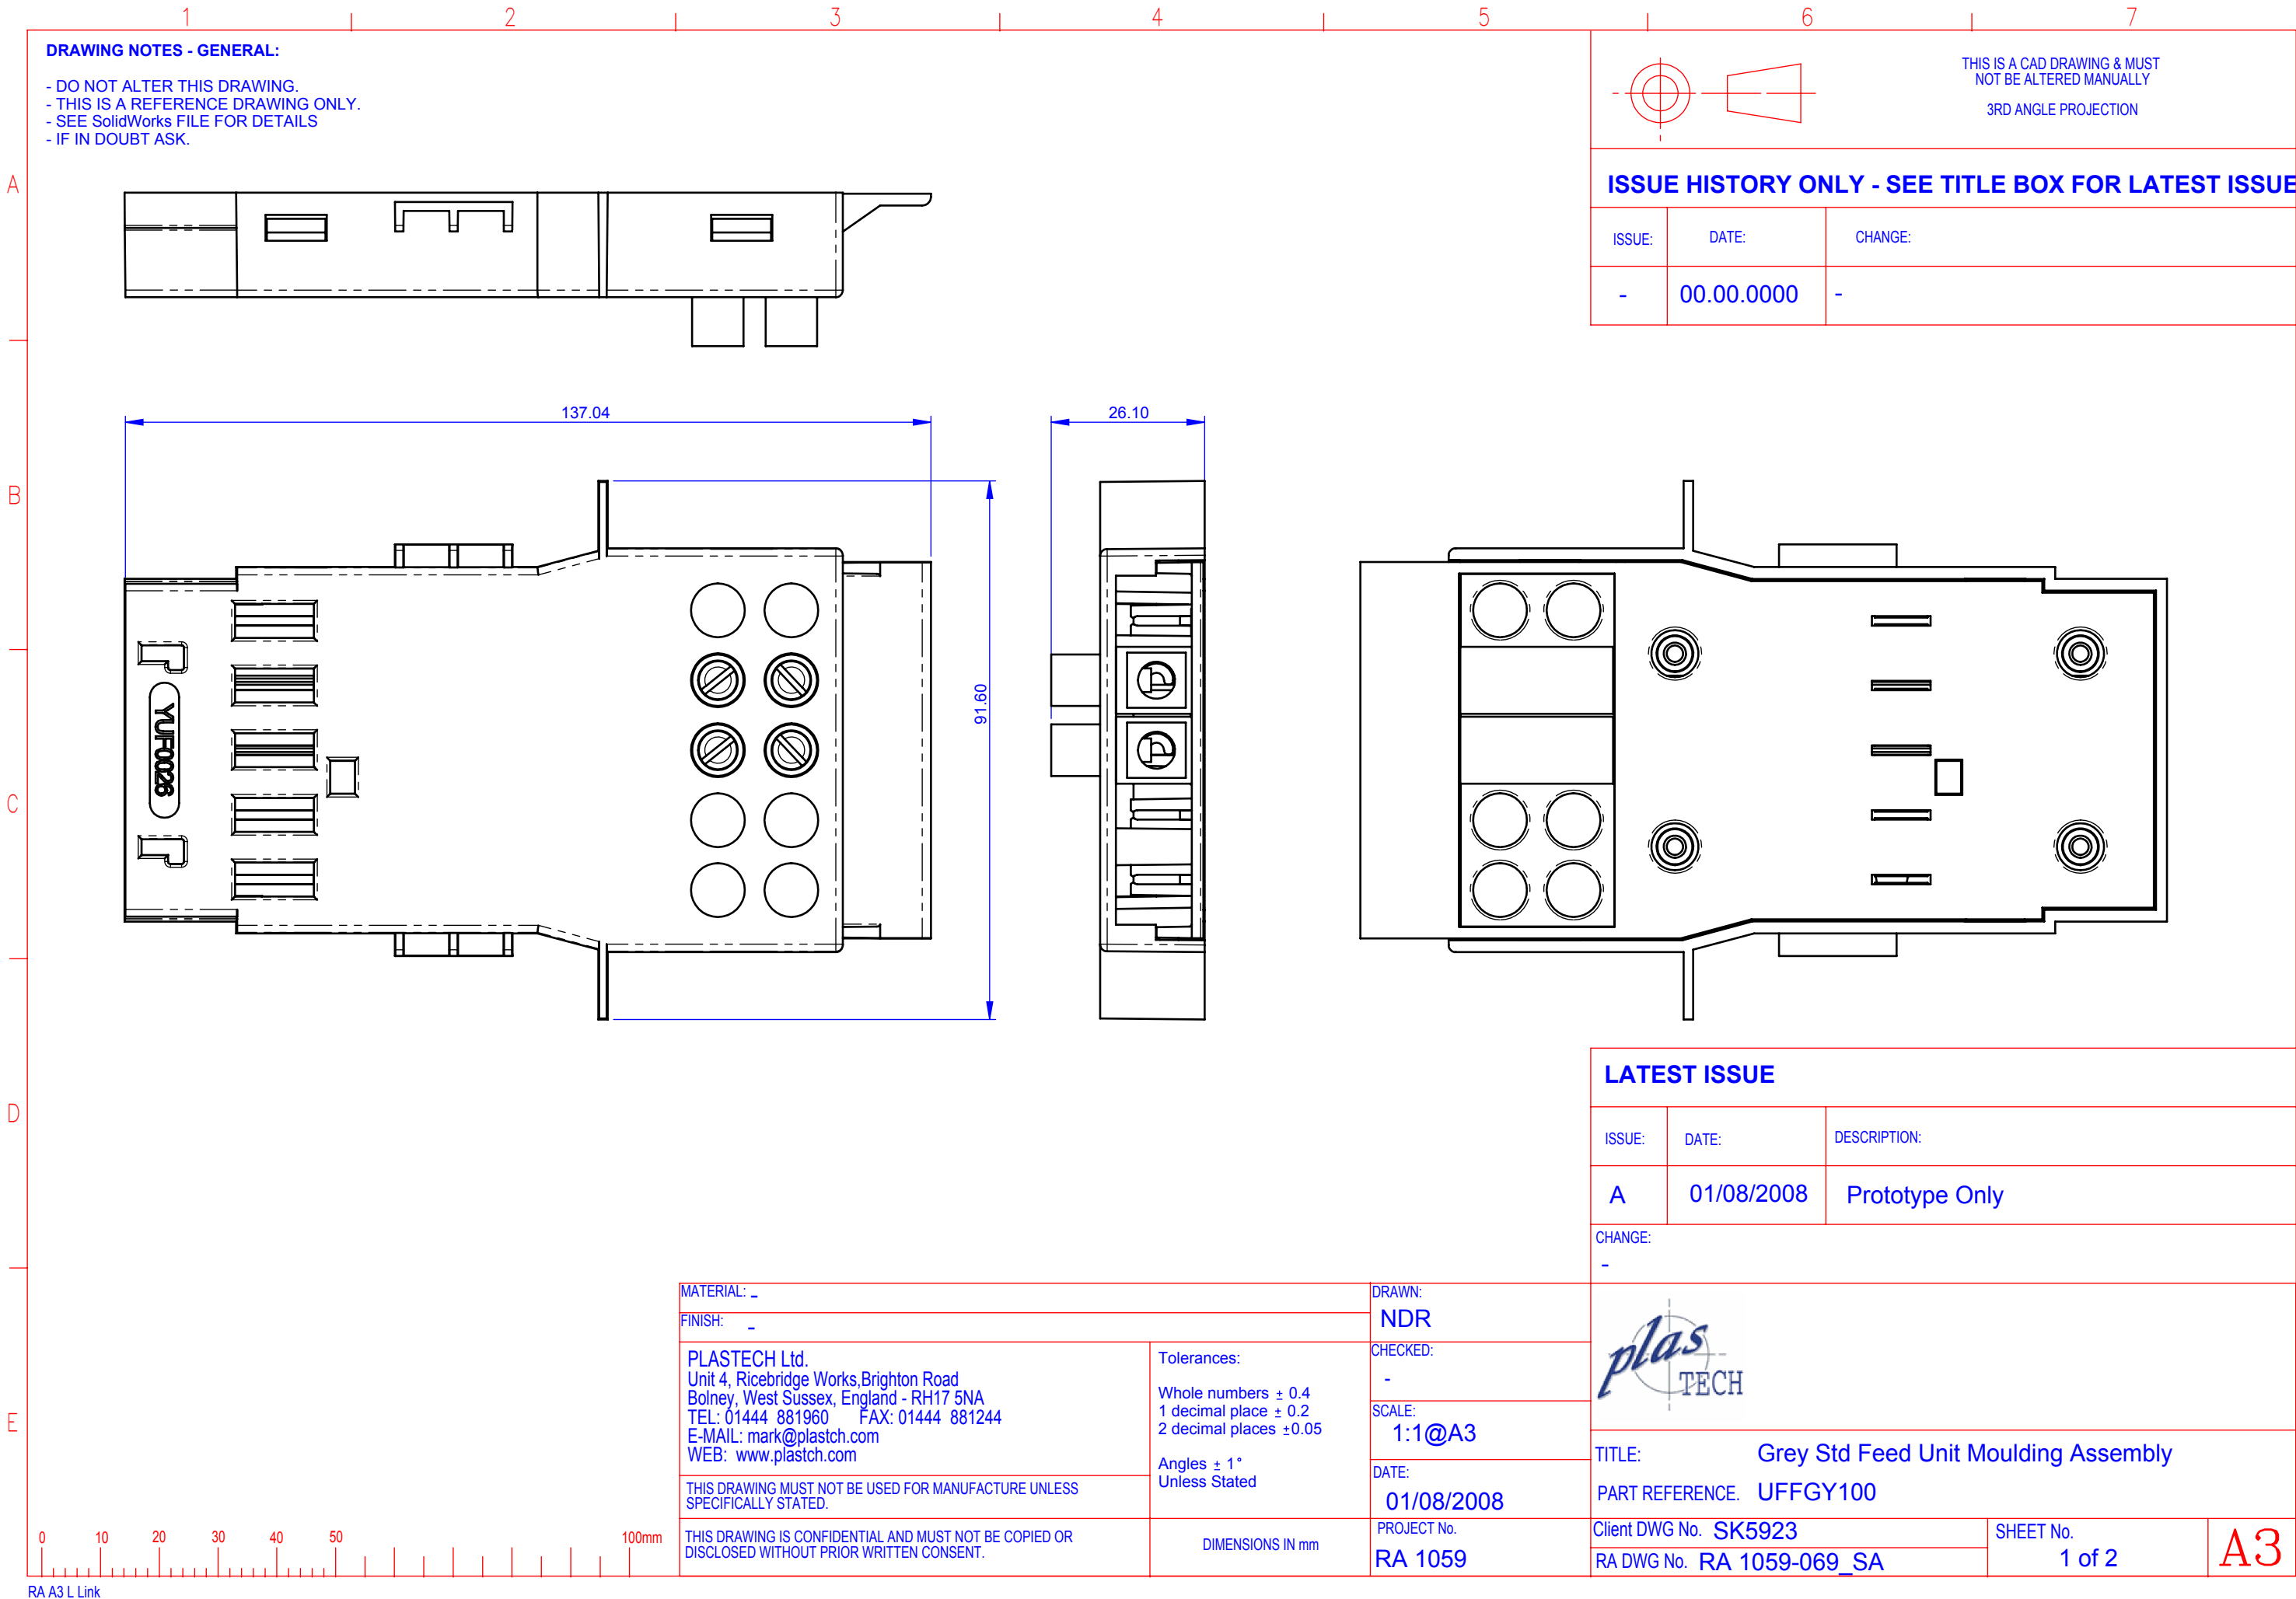 1 2 3 4 5 6 7
DRAWING NOTES - GENERAL:
- DO NOT ALTER THIS DRAWING.
- THIS IS A REFERENCE DRAWING ONLY.
- SEE SolidWorks FILE FOR DETAILS
- IF IN DOUBT ASK.
THIS IS A CAD DRAWING & MUST
NOT BE ALTERED MANUALLY
3RD ANGLE PROJECTION
ISSUE HISTORY ONLY - SEE TITLE BOX FOR LATEST ISSUE
ISSUE: DATE: CHANGE:
- 00.00.0000 -
A
B
C
D
E
137.04
26.10
91.60
YUF0026
LATEST ISSUE
ISSUE: DATE: DESCRIPTION:
A 01/08/2008 Prototype Only
CHANGE:
-
MATERIAL: -
FINISH: -
PLASTECH Ltd.
Unit 4, Ricebridge Works,Brighton Road
Bolney, West Sussex, England - RH17 5NA
TEL: 01444 881960 FAX: 01444 881244
E-MAIL: mark@plastch.com
WEB: www.plastch.com
THIS DRAWING MUST NOT BE USED FOR MANUFACTURE UNLESS
SPECIFICALLY STATED.
THIS DRAWING IS CONFIDENTIAL AND MUST NOT BE COPIED OR
DISCLOSED WITHOUT PRIOR WRITTEN CONSENT.
Tolerances:
Whole numbers ± 0.4
1 decimal place ± 0.2
2 decimal places ±0.05
Angles ± 1°
Unless Stated
DIMENSIONS IN mm
DRAWN:
NDR
CHECKED:
-
SCALE:
1:1@A3
DATE:
01/08/2008
PROJECT No.
RA 1059
plas
TECH
TITLE: Grey Std Feed Unit Moulding Assembly
PART REFERENCE. UFFGY100
Client DWG No. SK5923
RA DWG No. RA 1059-069_SA
SHEET No.
1 of 2
A3
0 10 20 30 40 50 100mm
RA A3 L Link